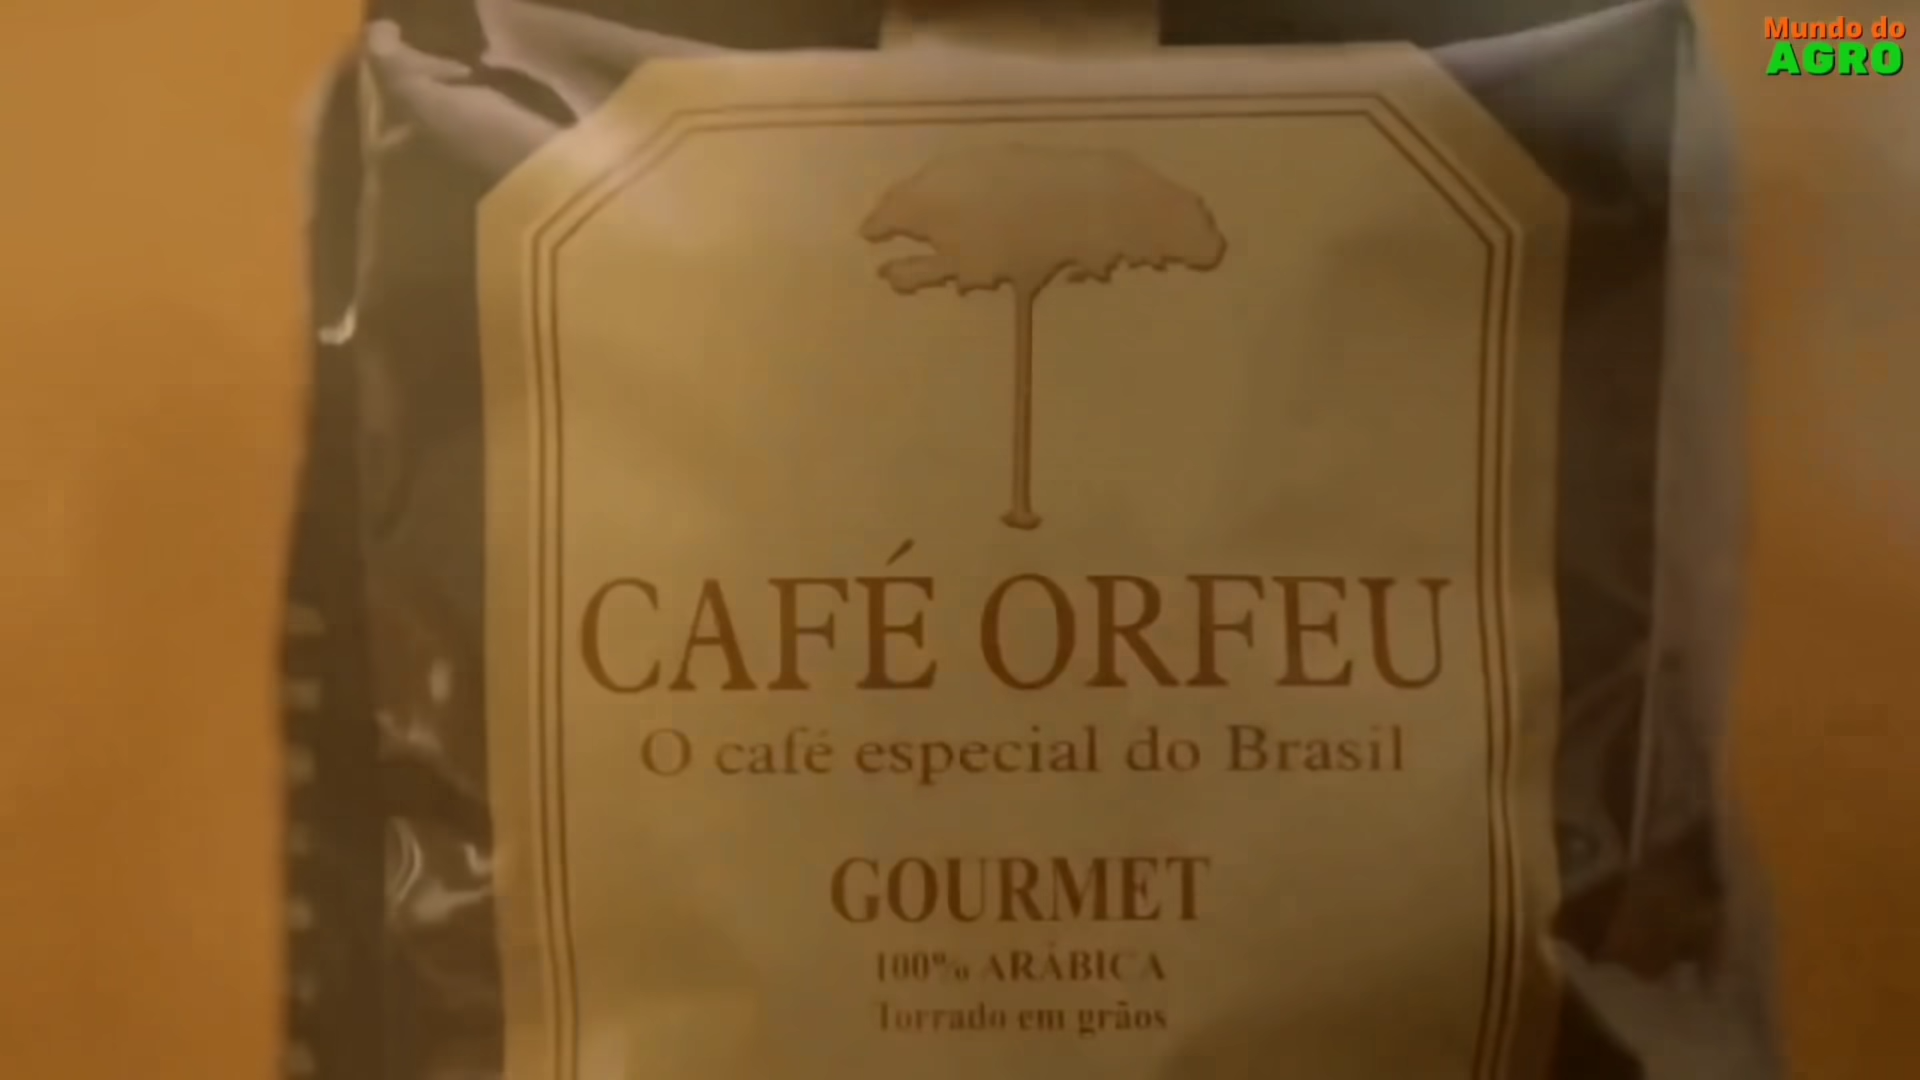 Mundo do
AGRO
CAFÉ ORFEU
O café especial do Brasil
GOURMET
100% ARÁBICA
Torrado em grãos